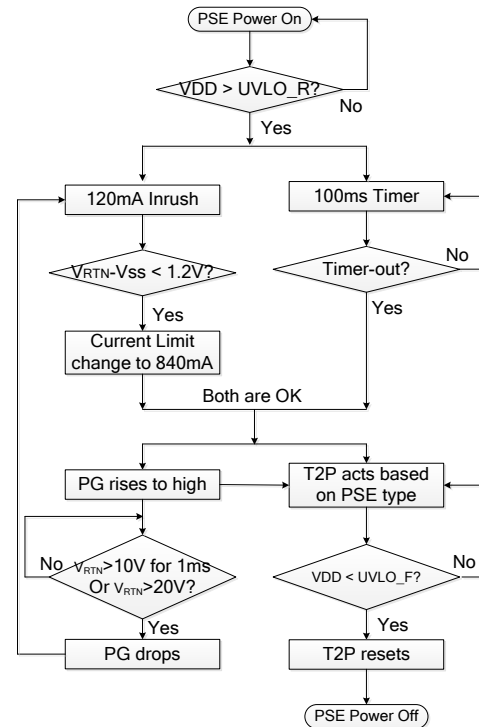 PSE Power On
VDD > UVLO_R?
No
Yes
120mA Inrush
100ms Timer
VRTN-Vss < 1.2V?
Timer-out?
No
Yes
Yes
Current Limit
change to 840mA
Both are OK
PG rises to high
T2P acts based
on PSE type
No
VRTN>10V for 1ms
Or VRTN>20V?
VDD < UVLO_F?
No
Yes
Yes
PG drops
T2P resets
PSE Power Off